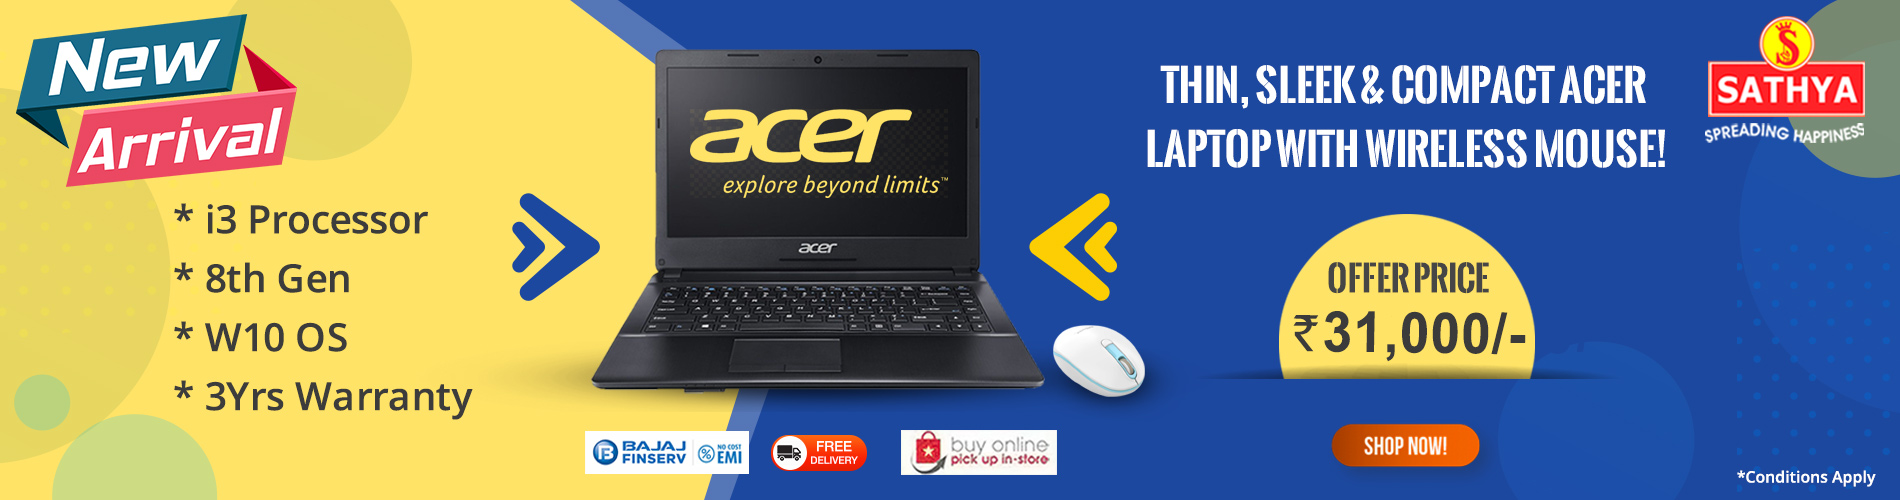 New
Arrival
* i3 Processor
* 8th Gen
* W10 OS
* 3Yrs Warranty
acer
explore beyond limits™
acer
THIN, SLEEK & COMPACT ACER
LAPTOP WITH WIRELESS MOUSE!
S
SATHYA
SPREADING HAPPINESS
OFFER PRICE
₹31,000/-
SHOP NOW!
BAJAJ
FINSERV
NO COST
% EMI
FREE
DELIVERY
buy online
pick up in-store
*Conditions Apply